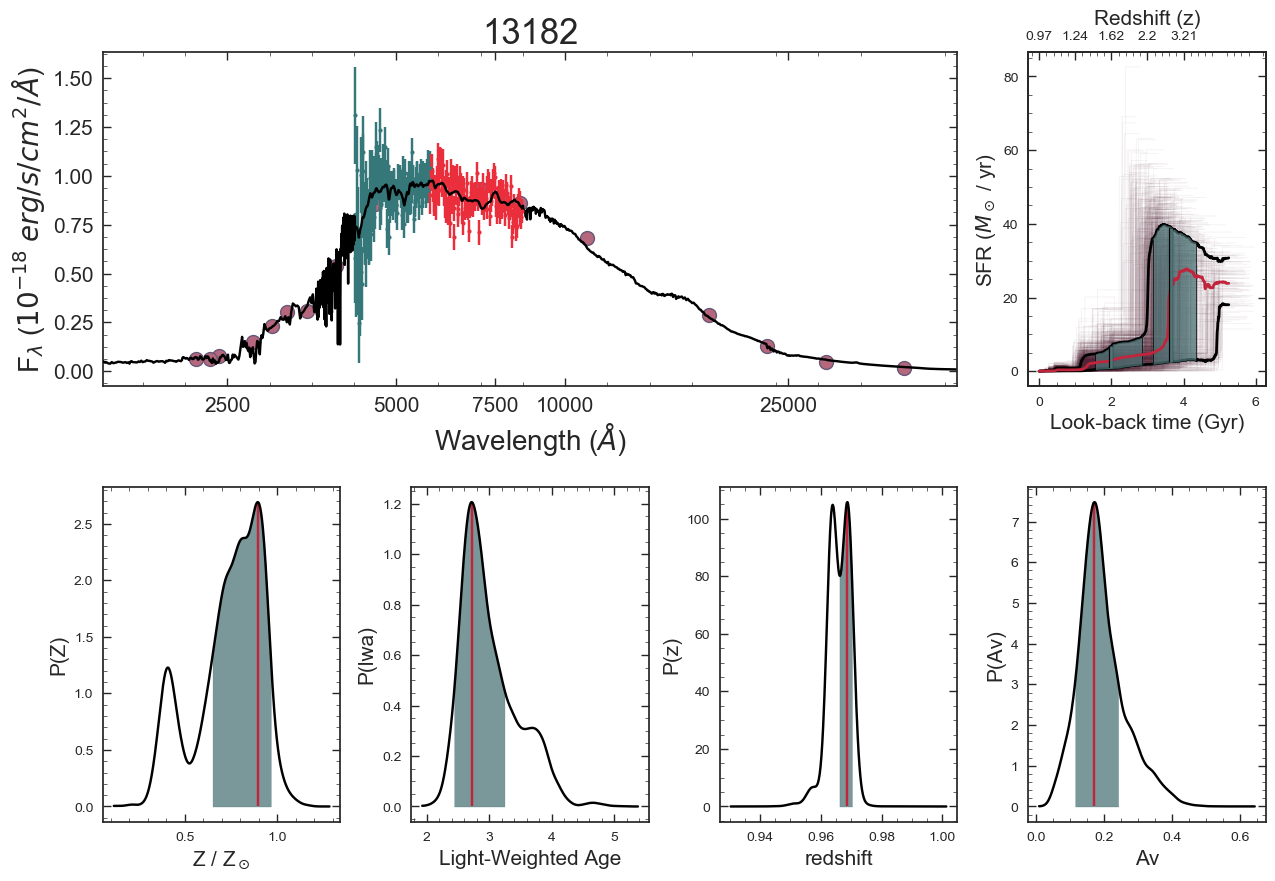 13182
1.50
1.25
1.00
0.75
0.50
0.25
0.00
F_λ (10^{-18} erg/s/cm^2/Å)
2500 5000 7500 10000 25000
Wavelength (Å)
Redshift (z)
0.97 1.24 1.62 2.2 3.21
80
60
40
20
0
SFR (M_⊙ / yr)
0 2 4 6
Look-back time (Gyr)
2.5
2.0
1.5
1.0
0.5
0.0
P(Z)
0.5 1.0
Z / Z_⊙
1.2
1.0
0.8
0.6
0.4
0.2
0.0
P(lwa)
2 3 4 5
Light-Weighted Age
100
80
60
40
20
0
P(z)
0.94 0.96 0.98 1.00
redshift
7
6
5
4
3
2
1
0
P(Av)
0.0 0.2 0.4 0.6
Av